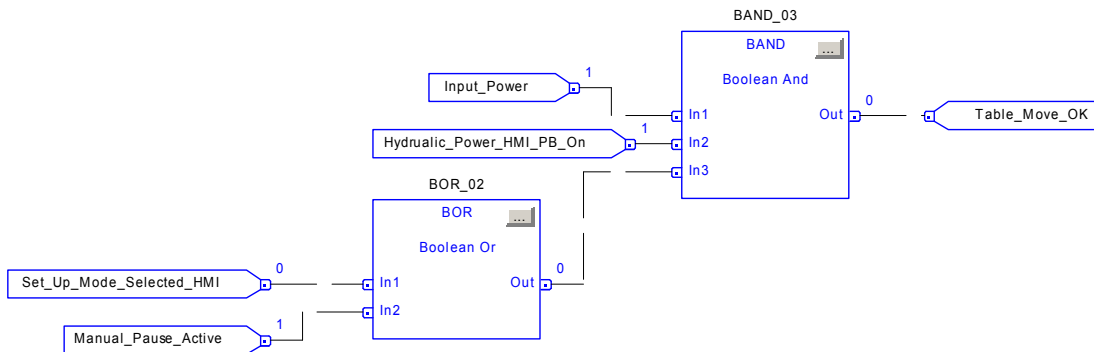 BAND_03
BAND
...
Boolean And
1
Input_Power
In1
Out
0
Table_Move_OK
1
Hydrualic_Power_HMI_PB_On
In2
In3
BOR_02
BOR
...
Boolean Or
0
Set_Up_Mode_Selected_HMI
In1
Out
0
In2
1
Manual_Pause_Active